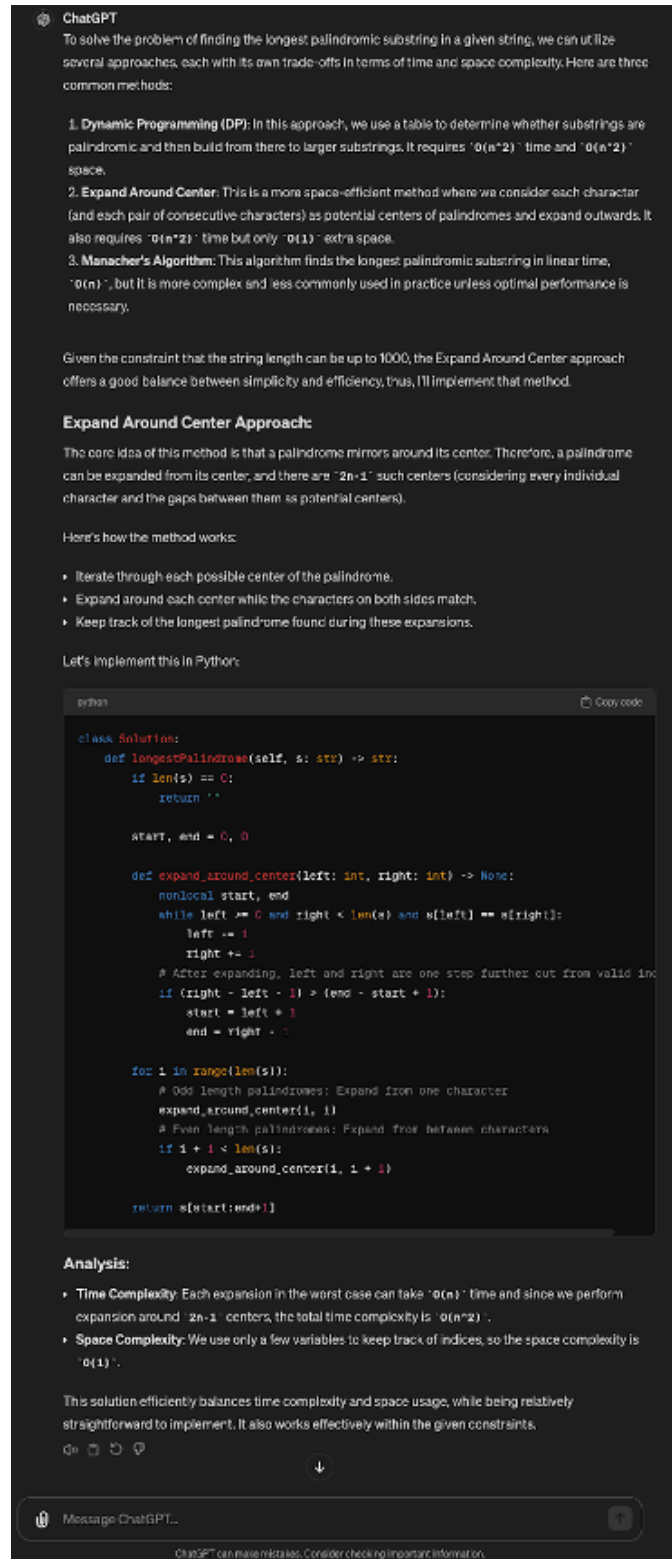 ChatGPT
To solve the problem of finding the longest palindromic substring in a given string, we can utilize
several approaches, each with its own trade-offs in terms of time and space complexity. Here are three
common methods:
1. Dynamic Programming (DP): In this approach, we use a table to determine whether substrings are
palindromic and then build from there to larger substrings. It requires `O(n^2)` time and `O(n^2)`
space.
2. Expand Around Center: This is a more space-efficient method where we consider each character
(and each pair of consecutive characters) as potential centers of palindromes and expand outwards. It
also requires `O(n^2)` time but only `O(1)` extra space.
3. Manacher's Algorithm: This algorithm finds the longest palindromic substring in linear time,
`O(n)`, but it is more complex and less commonly used in practice unless optimal performance is
necessary.
Given the constraint that the string length can be up to 1000, the Expand Around Center approach
offers a good balance between simplicity and efficiency, thus, I'll implement that method.
Expand Around Center Approach:
The core idea of this method is that a palindrome mirrors around its center. Therefore, a palindrome
can be expanded from its center, and there are `2n-1` such centers (considering every individual
character and the gaps between them as potential centers).
Here's how the method works:
• Iterate through each possible center of the palindrome.
• Expand around each center while the characters on both sides match.
• Keep track of the longest palindrome found during these expansions.
Let's implement this in Python:
python Copy code
class Solution:
    def longestPalindrome(self, s: str) -> str:
        if len(s) == 0:
            return ""
        start, end = 0, 0
        def expand_around_center(left: int, right: int) -> None:
            nonlocal start, end
            while left >= 0 and right < len(s) and s[left] == s[right]:
                left -= 1
                right += 1
            # After expanding, left and right are one step further out from valid ind
            if (right - left - 1) > (end - start + 1):
                start = left + 1
                end = right - 1
        for i in range(len(s)):
            # Odd length palindromes: Expand from one character
            expand_around_center(i, i)
            # Even length palindromes: Expand from between characters
            if i + 1 < len(s):
                expand_around_center(i, i + 1)
        return s[start:end+1]
Analysis:
• Time Complexity: Each expansion in the worst case can take `O(n)` time and since we perform
expansion around `2n-1` centers, the total time complexity is `O(n^2)`.
• Space Complexity: We use only a few variables to keep track of indices, so the space complexity is
`O(1)`.
This solution efficiently balances time complexity and space usage, while being relatively
straightforward to implement. It also works effectively within the given constraints.
Message ChatGPT...
ChatGPT can make mistakes. Consider checking important information.